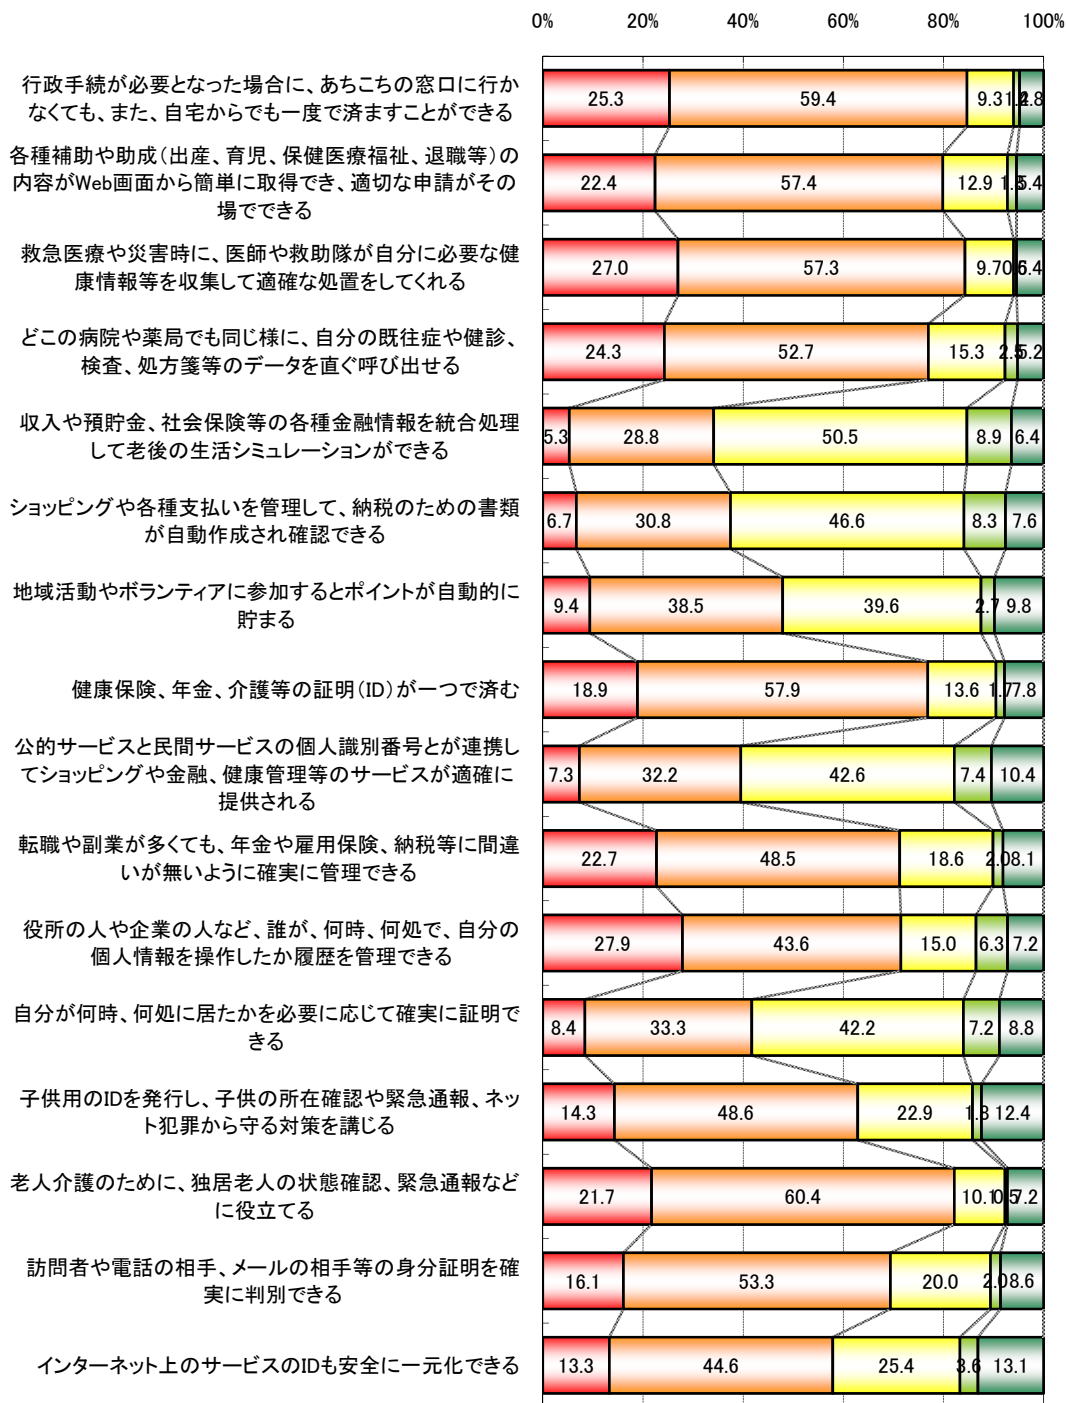 0% 20% 40% 60% 80% 100%
行政手続が必要となった場合に、あちこちの窓口に行か
なくても、また、自宅からでも一度で済ますことができる
25.3 59.4 9.3 1.2 4.8
各種補助や助成(出産、育児、保健医療福祉、退職等)の
内容がWeb画面から簡単に取得でき、適切な申請がその
場でできる
22.4 57.4 12.9 5.4
救急医療や災害時に、医師や救助隊が自分に必要な健
康情報等を収集して適確な処置をしてくれる
27.0 57.3 9.7
どこの病院や薬局でも同じ様に、自分の既往症や健診、
検査、処方箋等のデータを直ぐ呼び出せる
24.3 52.7 15.3 2.5 5.2
収入や預貯金、社会保険等の各種金融情報を統合処理
して老後の生活シミュレーションができる
5.3 28.8 50.5 8.9 6.4
ショッピングや各種支払いを管理して、納税のための書類
が自動作成され確認できる
6.7 30.8 46.6 8.3 7.6
地域活動やボランティアに参加するとポイントが自動的に
貯まる
9.4 38.5 39.6 2.7 9.8
健康保険、年金、介護等の証明(ID)が一つで済む
18.9 57.9 13.6 1.7 7.8
公的サービスと民間サービスの個人識別番号とが連携し
てショッピングや金融、健康管理等のサービスが適確に
提供される
7.3 32.2 42.6 7.4 10.4
転職や副業が多くても、年金や雇用保険、納税等に間違
いが無いように確実に管理できる
22.7 48.5 18.6 2.0 8.1
役所の人や企業の人など、誰が、何時、何処で、自分の
個人情報を操作したか履歴を管理できる
27.9 43.6 15.0 6.3 7.2
自分が何時、何処に居たかを必要に応じて確実に証明で
きる
8.4 33.3 42.2 7.2 8.8
子供用のIDを発行し、子供の所在確認や緊急通報、ネッ
ト犯罪から守る対策を講じる
14.3 48.6 22.9 1.8 12.4
老人介護のために、独居老人の状態確認、緊急通報など
に役立てる
21.7 60.4 10.1 0.5 7.2
訪問者や電話の相手、メールの相手等の身分証明を確
実に判別できる
16.1 53.3 20.0 2.0 8.6
インターネット上のサービスのIDも安全に一元化できる
13.3 44.6 25.4 3.6 13.1